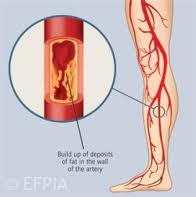 Build up of deposits
of fat in the wall
of the artery
© EFPIA